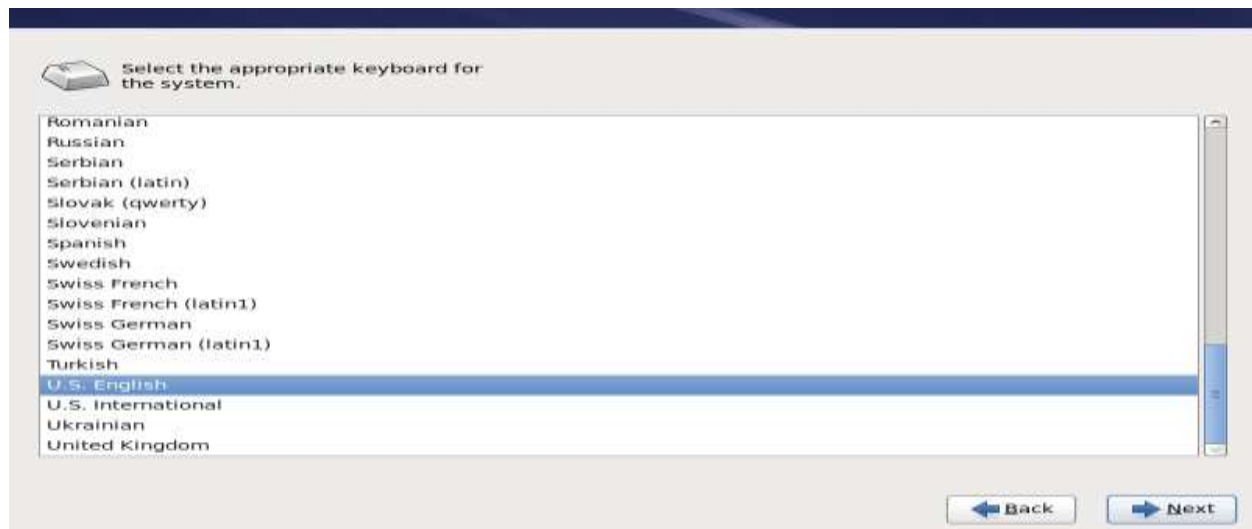 Select the appropriate keyboard for
the system.
Romanian
Russian
Serbian
Serbian (latin)
Slovak (qwerty)
Slovenian
Spanish
Swedish
Swiss French
Swiss French (latin1)
Swiss German
Swiss German (latin1)
Turkish
U.S. English
U.S. International
Ukrainian
United Kingdom
Back
Next